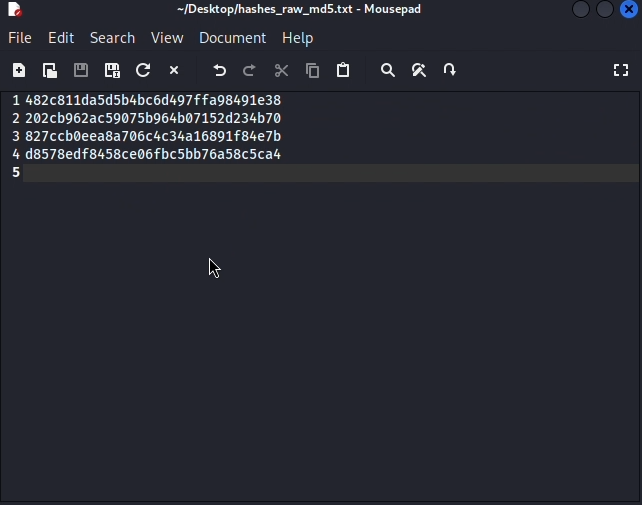 ~/Desktop/hashes_raw_md5.txt - Mousepad
File Edit Search View Document Help
1 482c811da5d5b4bc6d497ffa98491e38
2 202cb962ac59075b964b07152d234b70
3 827ccb0eea8a706c4c34a16891f84e7b
4 d8578edf8458ce06fbc5bb76a58c5ca4
5